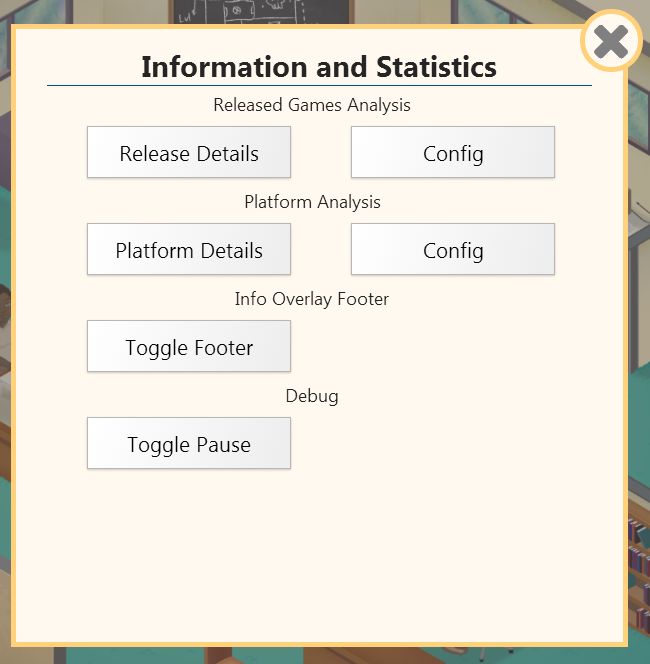 Lvl
Information and Statistics
Released Games Analysis
Release Details Config
Platform Analysis
Platform Details Config
Info Overlay Footer
Toggle Footer
Debug
Toggle Pause